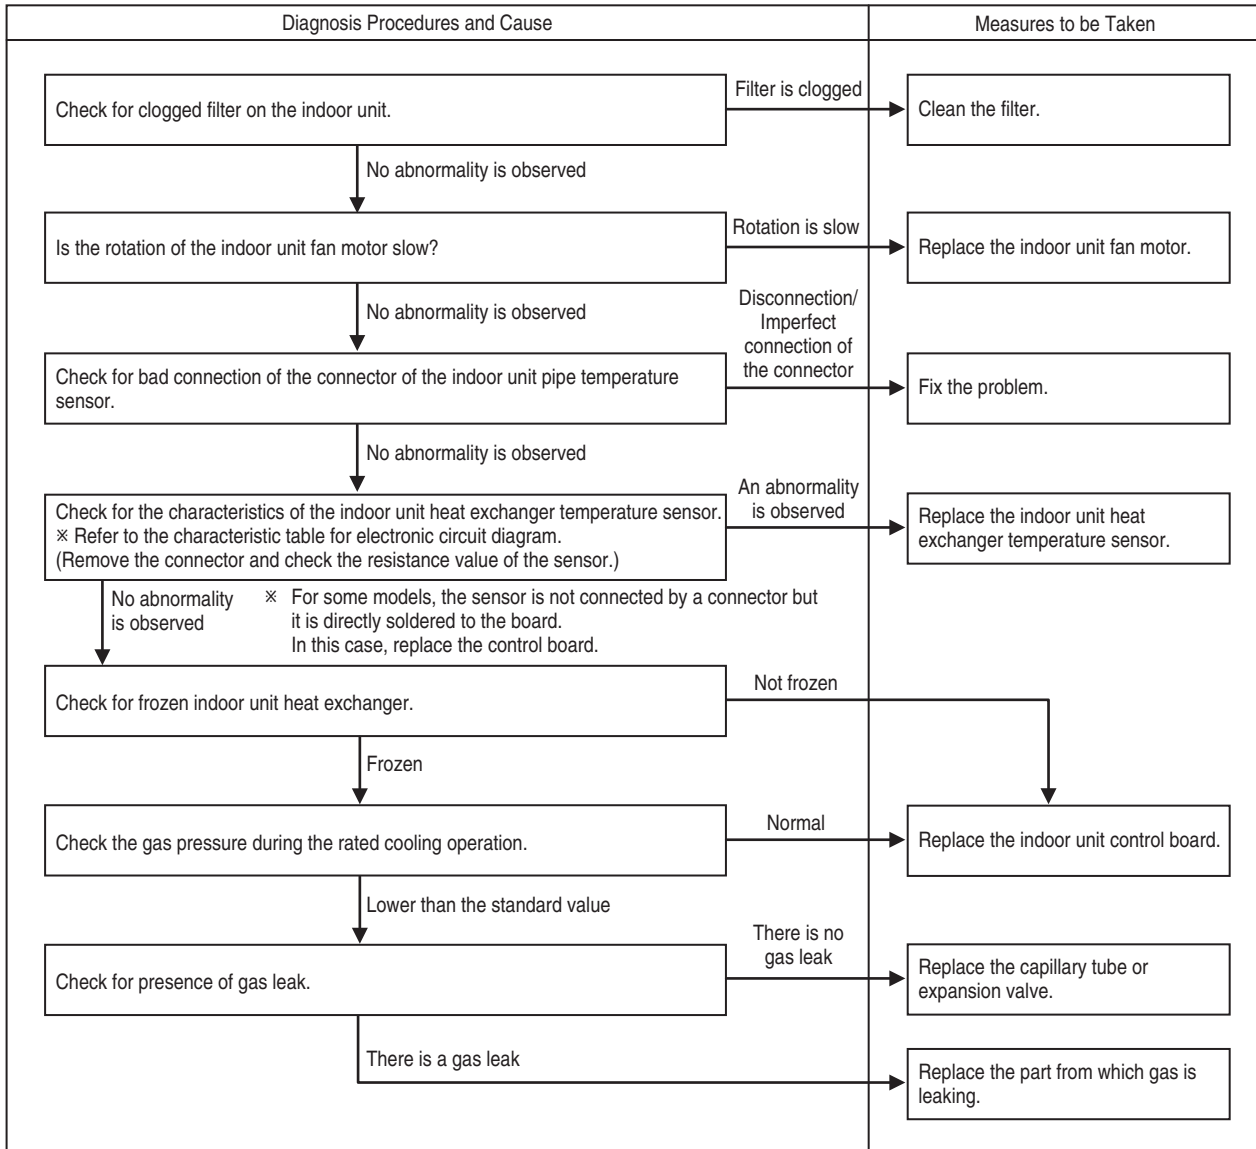 Diagnosis Procedures and Cause
Measures to be Taken
Check for clogged filter on the indoor unit.
Filter is clogged
Clean the filter.
No abnormality is observed
Is the rotation of the indoor unit fan motor slow?
Rotation is slow
Replace the indoor unit fan motor.
No abnormality is observed
Disconnection/
Imperfect
connection of
the connector
Check for bad connection of the connector of the indoor unit pipe temperature
sensor.
Fix the problem.
No abnormality is observed
Check for the characteristics of the indoor unit heat exchanger temperature sensor.
※ Refer to the characteristic table for electronic circuit diagram.
(Remove the connector and check the resistance value of the sensor.)
An abnormality
is observed
Replace the indoor unit heat
exchanger temperature sensor.
No abnormality
is observed
※ For some models, the sensor is not connected by a connector but
it is directly soldered to the board.
In this case, replace the control board.
Check for frozen indoor unit heat exchanger.
Not frozen
Frozen
Check the gas pressure during the rated cooling operation.
Normal
Replace the indoor unit control board.
Lower than the standard value
Check for presence of gas leak.
There is no
gas leak
Replace the capillary tube or
expansion valve.
There is a gas leak
Replace the part from which gas is
leaking.